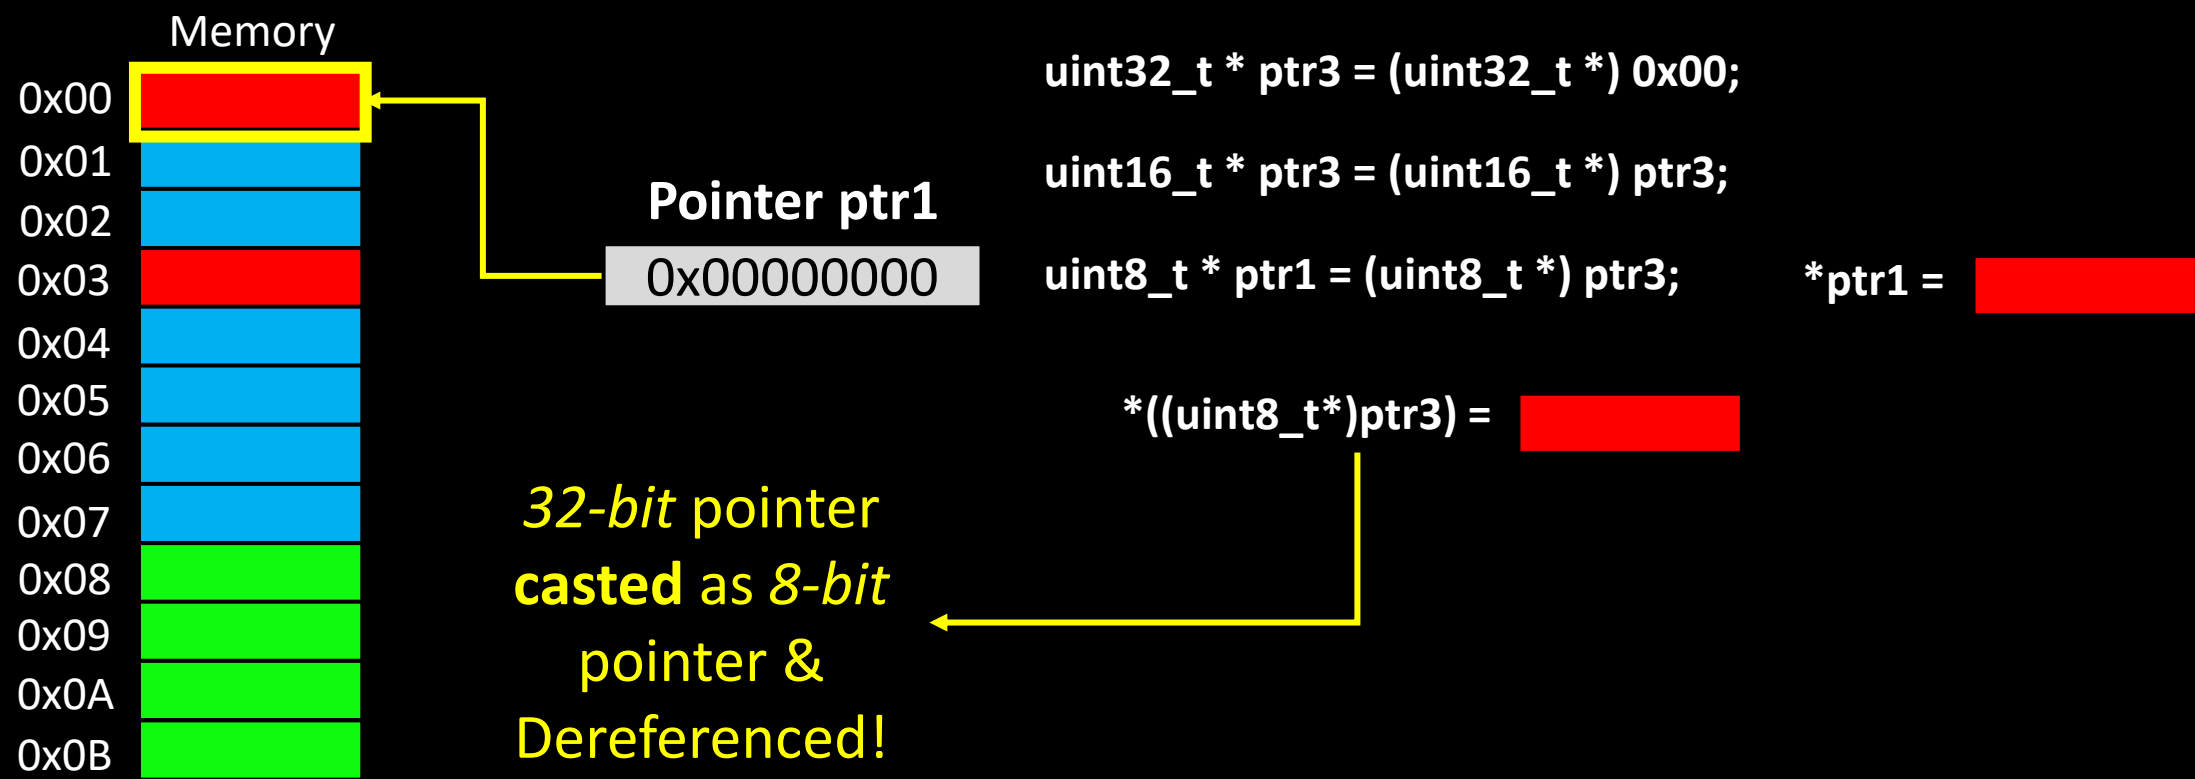 Memory
0x00
0x01
0x02
0x03
0x04
0x05
0x06
0x07
0x08
0x09
0x0A
0x0B
Pointer ptr1
0x00000000
uint32_t * ptr3 = (uint32_t *) 0x00;
uint16_t * ptr3 = (uint16_t *) ptr3;
uint8_t * ptr1 = (uint8_t *) ptr3;
*ptr1 =
*((uint8_t*)ptr3) =
32-bit pointer
casted as 8-bit
pointer &
Dereferenced!